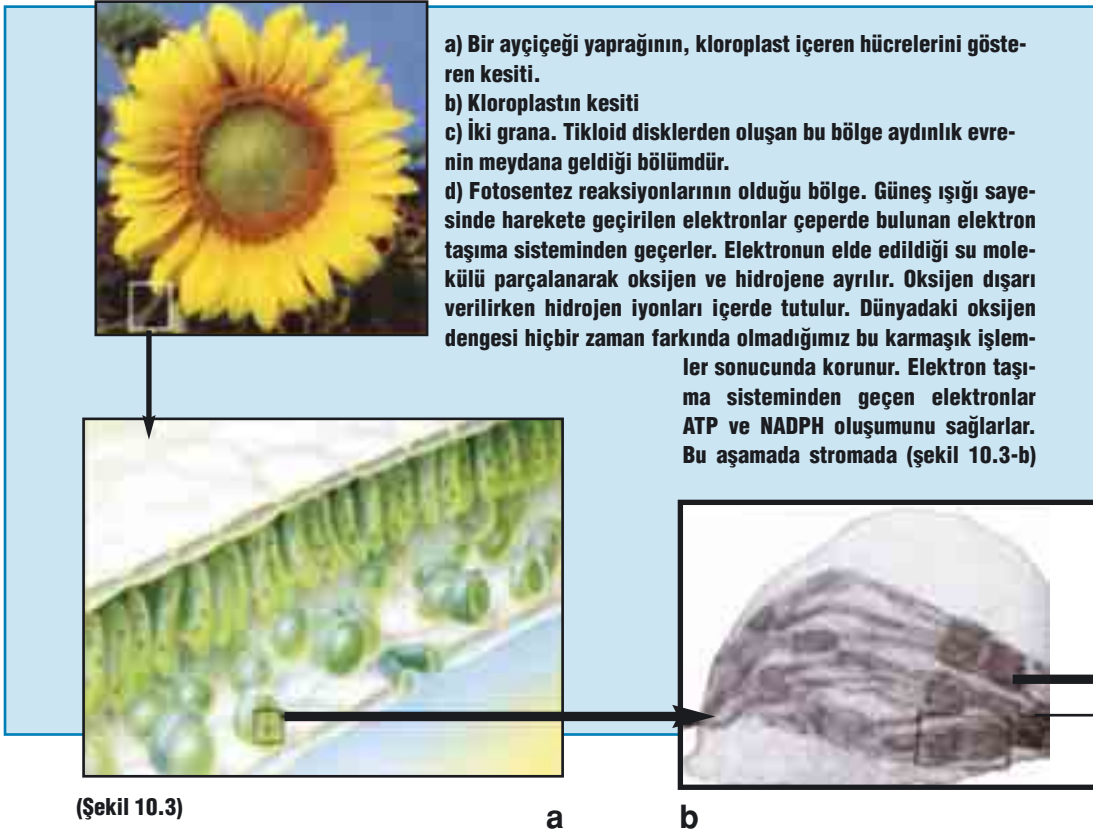 a) Bir ayçiçeği yaprağının, kloroplast içeren hücrelerini göste-
ren kesiti.
b) Kloroplastın kesiti
c) İki grana. Tikloid disklerden oluşan bu bölge aydınlık evre-
nin meydana geldiği bölümdür.
d) Fotosentez reaksiyonlarının olduğu bölge. Güneş ışığı saye-
sinde harekete geçirilen elektronlar çeperde bulunan elektron
taşıma sisteminden geçerler. Elektronun elde edildiği su mole-
külü parçalanarak oksijen ve hidrojene ayrılır. Oksijen dışarı
verilirken hidrojen iyonları içerde tutulur. Dünyadaki oksijen
dengesi hiçbir zaman farkında olmadığımız bu karmaşık işlem-
ler sonucunda korunur. Elektron taşı-
ma sisteminden geçen elektronlar
ATP ve NADPH oluşumunu sağlarlar.
Bu aşamada stromada (şekil 10.3-b)
(Şekil 10.3)
a
b